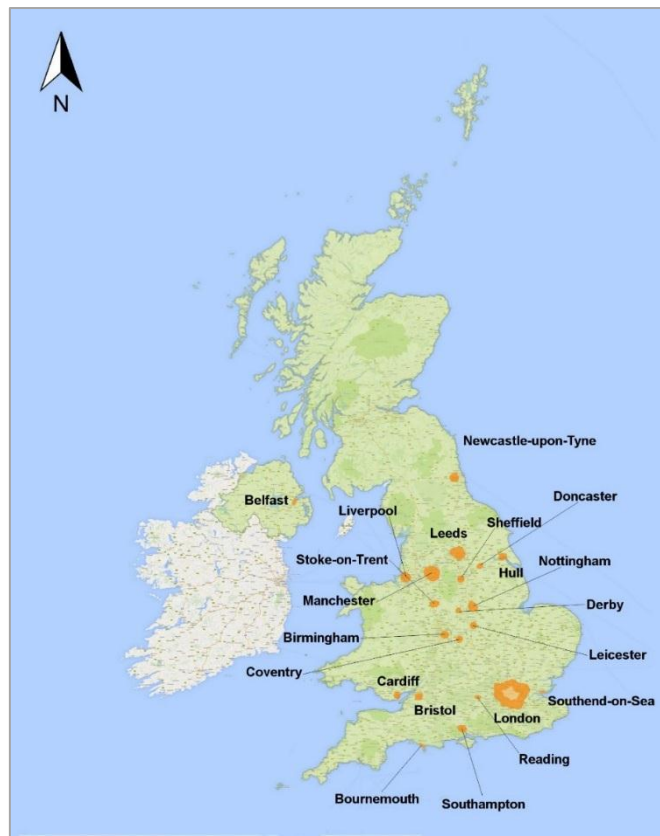 N
Newcastle-upon-Tyne
Doncaster
Belfast
Liverpool
Sheffield
Leeds
Stoke-on-Trent
Nottingham
Hull
Manchester
Derby
Birmingham
Leicester
Coventry
Cardiff
Southend-on-Sea
Bristol
London
Reading
Bournemouth
Southampton